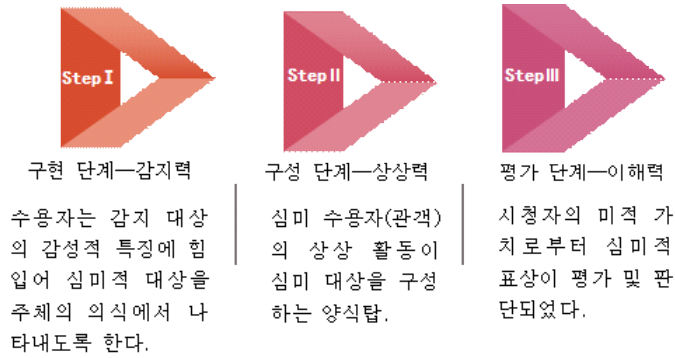 Step Ⅰ
구현 단계—감지력
수용자는 감지 대상
의 감성적 특징에 힘
입어 심미적 대상을
주체의 의식에서 나
타내도록 한다.
Step Ⅱ
구성 단계—상상력
심미 수용자(관객)
의 상상 활동이
심미 대상을 구성
하는 양식탑.
Step Ⅲ
평가 단계—이해력
시청자의 미적 가
치로부터 심미적
표상이 평가 및 판
단되었다.